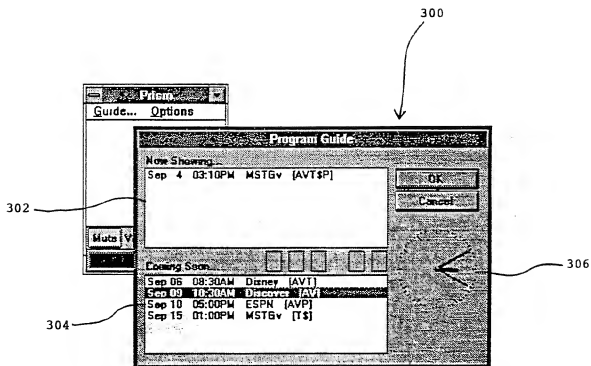 300
Prism
Guide... Options
Program Guide
Now Showing...
Sep 4 03:10PM MSTGv [AVT$P]
OK
Cancel
302
Mute V
Coming Soon...
306
Sep 06 08:30AM Disney [AVT]
Sep 09 10:30AM Discover [AV]
Sep 10 05:00PM ESPN [AVP]
304
Sep 15 01:00PM MSTGv [T$]